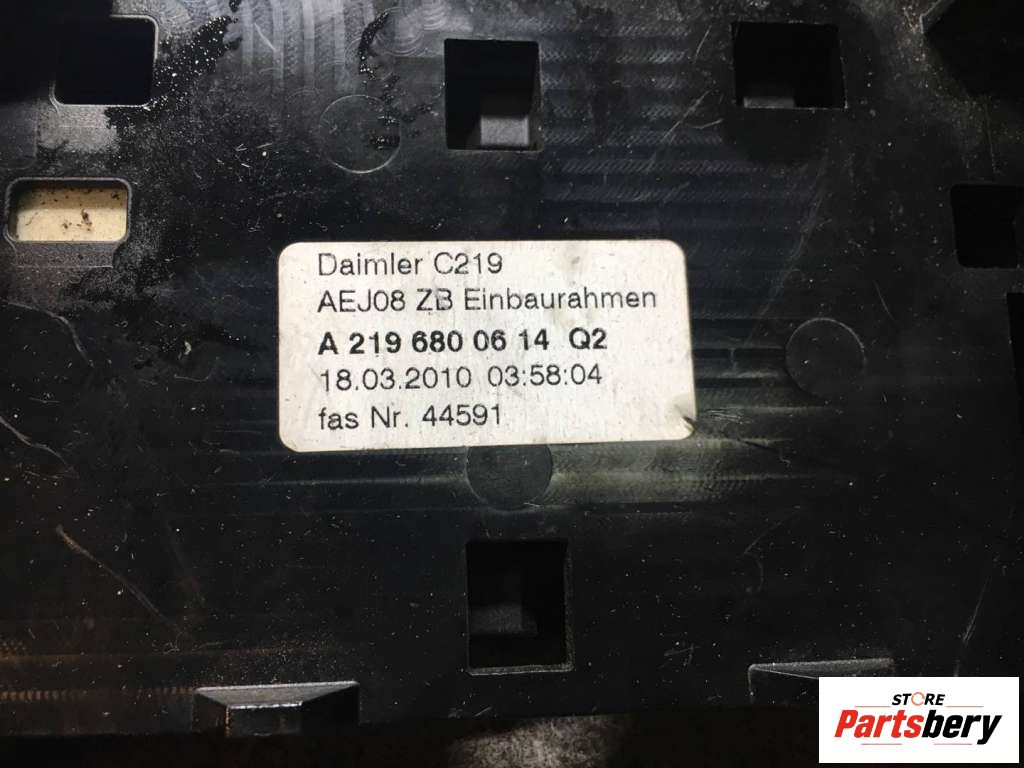 Daimler C219
AEJ08 ZB Einbaurahmen
A 219 680 06 14 Q2
18.03.2010 03:58:04
fas Nr. 44591
STORE
Partsbery